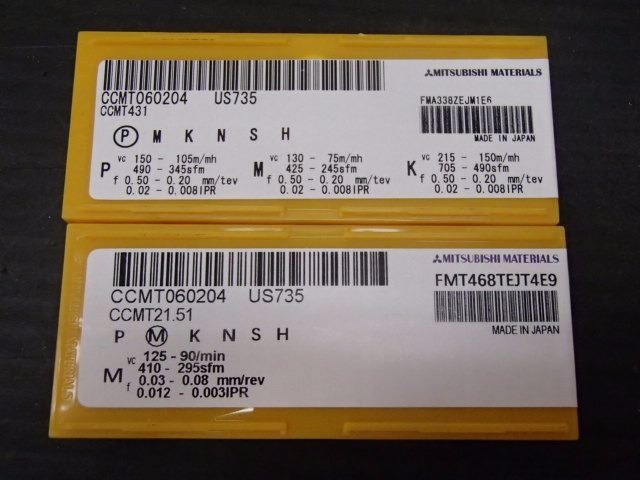 CCMT060204 US735
CCMT431
MITSUBISHI MATERIALS
FMA338ZEJM1E6
MADE IN JAPAN
P M K N S H
P vc 150 - 105m/mh
490 - 345sfm
f 0.50 - 0.20 mm/tev
0.02 - 0.008IPR
M vc 130 - 75m/mh
425 - 245sfm
f 0.50 - 0.20 mm/tev
0.02 - 0.008IPR
K vc 215 - 150m/mh
705 - 490sfm
f 0.50 - 0.20 mm/tev
0.02 - 0.008IPR
MITSUBISHI MATERIALS
CCMT060204 US735
CCMT21.51
FMT468TEJT4E9
MADE IN JAPAN
P M K N S H
M vc 125 - 90/min
410 - 295sfm
f 0.03 - 0.08 mm/rev
0.012 - 0.003IPR